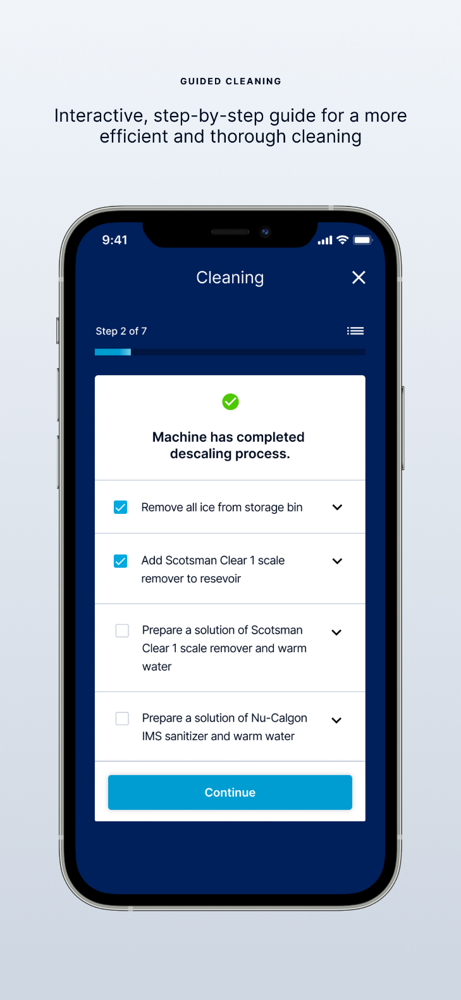 GUIDED CLEANING
Interactive, step-by-step guide for a more
efficient and thorough cleaning
9:41
Cleaning
Step 2 of 7
Machine has completed
descaling process.
Remove all ice from storage bin
Add Scotsman Clear 1 scale
remover to resevoir
Prepare a solution of Scotsman
Clear 1 scale remover and warm
water
Prepare a solution of Nu-Calgon
IMS sanitizer and warm water
Continue